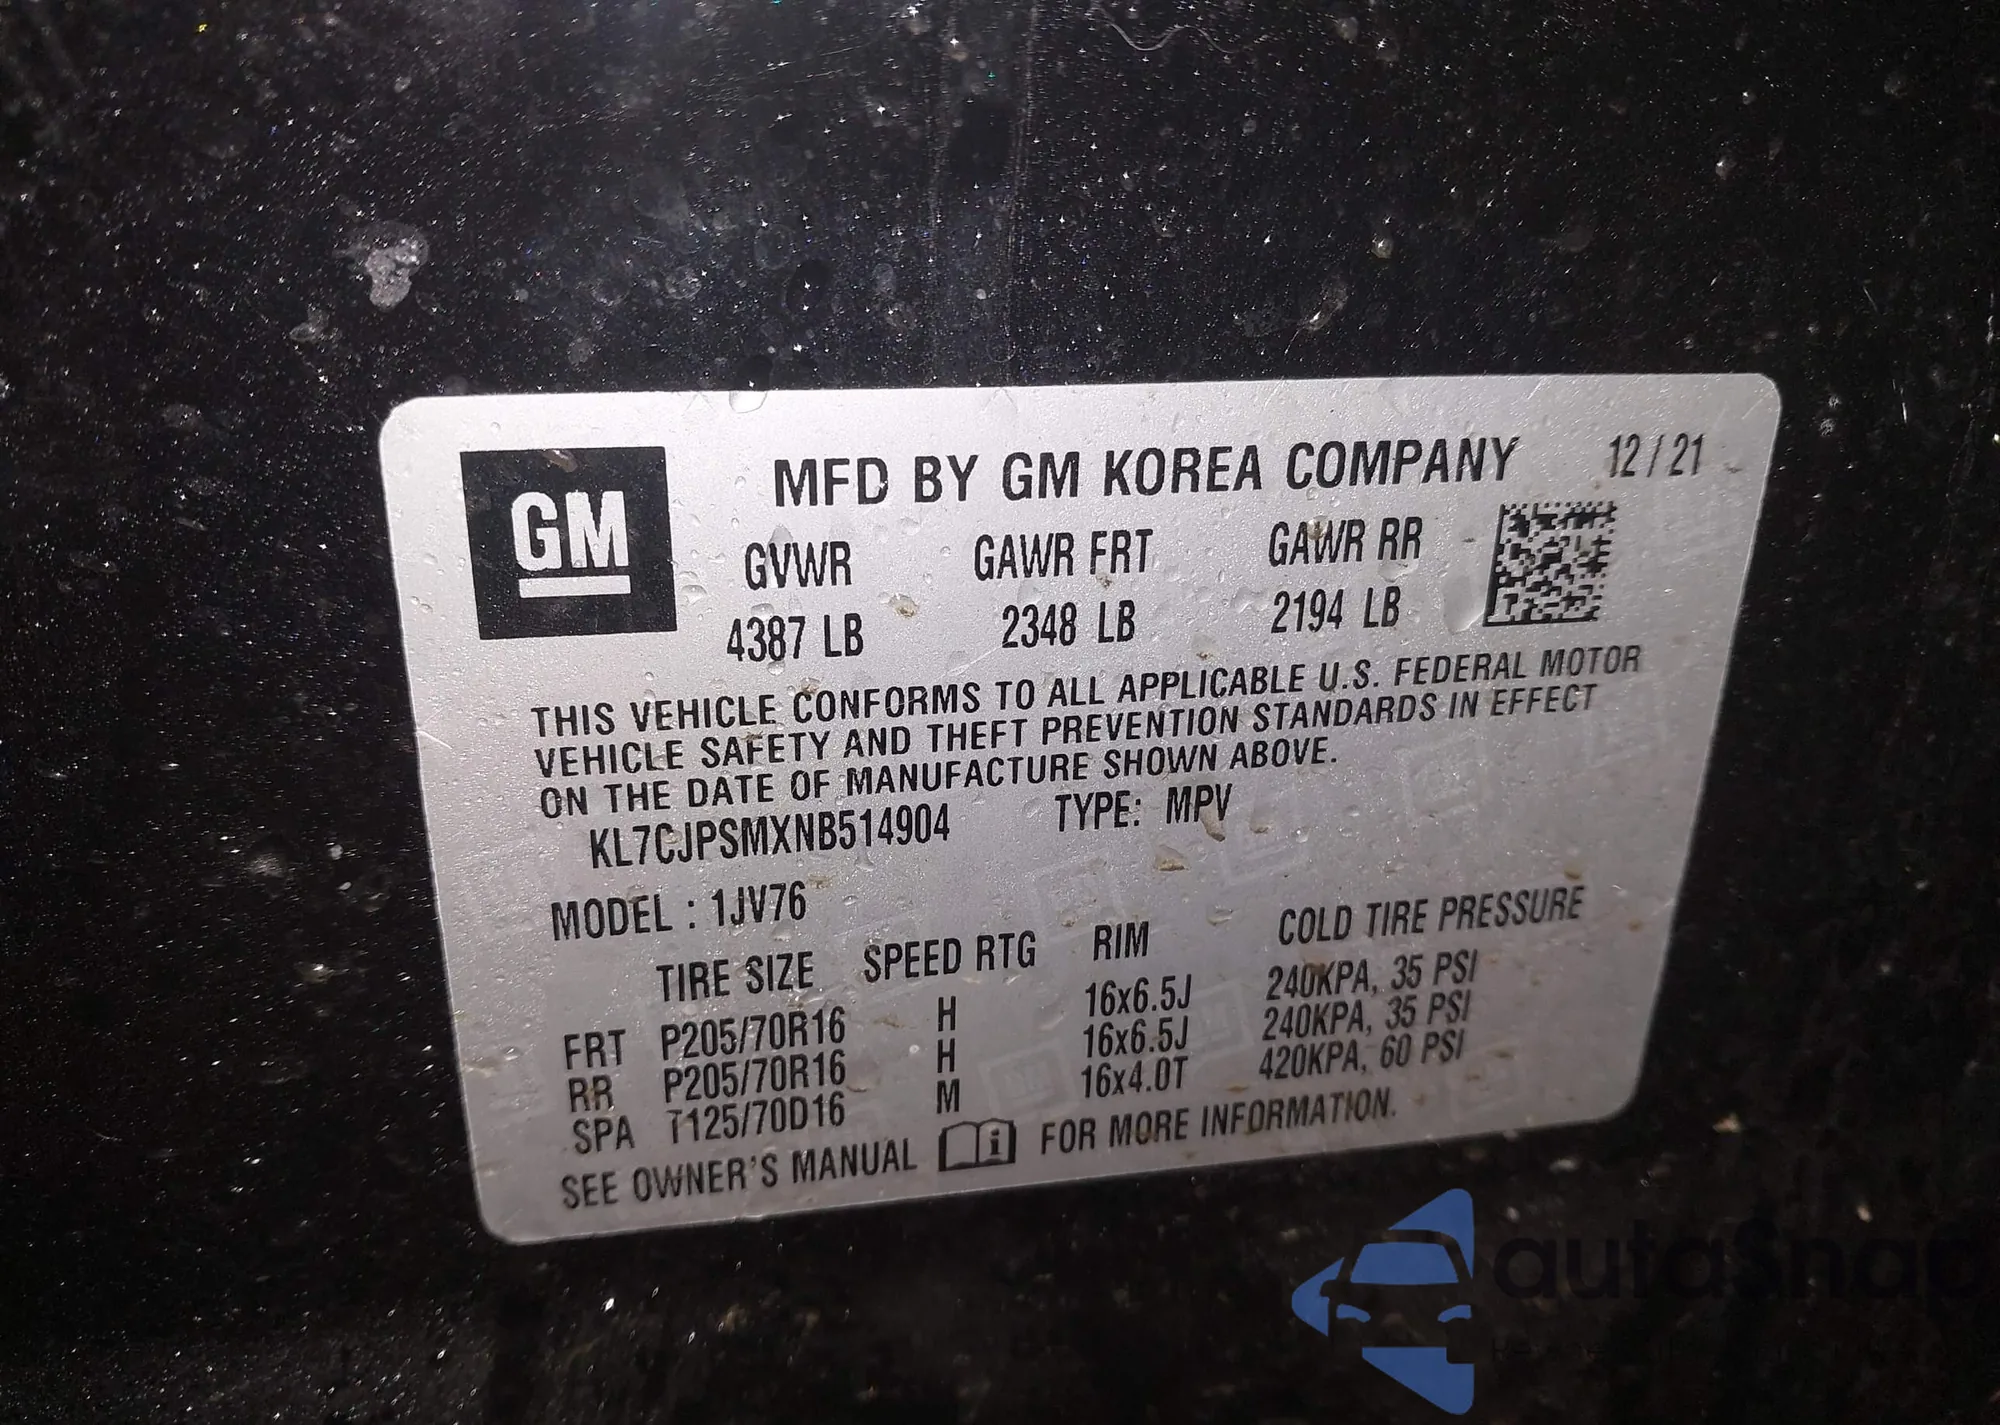 GM
MFD BY GM KOREA COMPANY 12/21
GVWR GAWR FRT GAWR RR
4387 LB 2348 LB 2194 LB
THIS VEHICLE CONFORMS TO ALL APPLICABLE U.S. FEDERAL MOTOR
VEHICLE SAFETY AND THEFT PREVENTION STANDARDS IN EFFECT
ON THE DATE OF MANUFACTURE SHOWN ABOVE.
KL7CJPSMXNB514904 TYPE: MPV
MODEL : 1JV76
TIRE SIZE SPEED RTG RIM COLD TIRE PRESSURE
FRT P205/70R16 H 16x6.5J 240KPA, 35 PSI
RR P205/70R16 H 16x6.5J 240KPA, 35 PSI
SPA T125/70D16 M 16x4.0T 420KPA, 60 PSI
SEE OWNER'S MANUAL FOR MORE INFORMATION.
autasnap